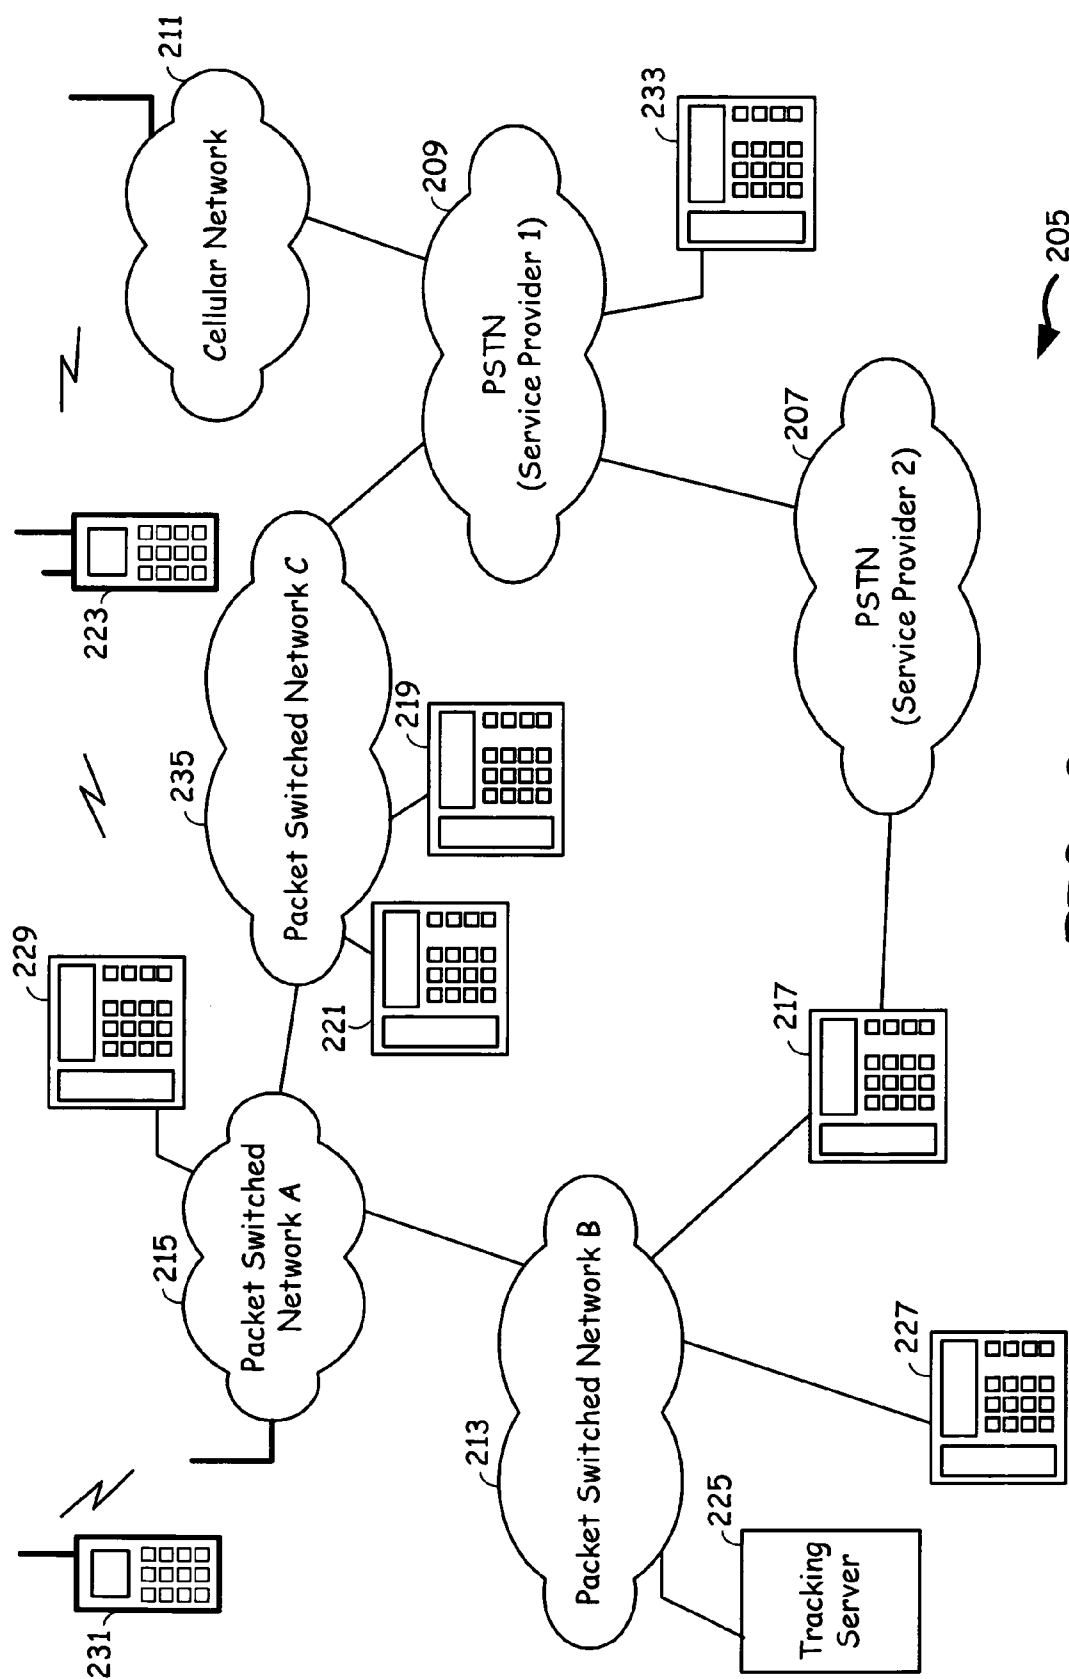 231
229
223
211
Cellular Network
215
Packet Switched
Network A
235
Packet Switched Network C
209
PSTN
(Service Provider 1)
221
219
233
213
Packet Switched Network B
217
207
PSTN
(Service Provider 2)
225
Tracking
Server
227
205